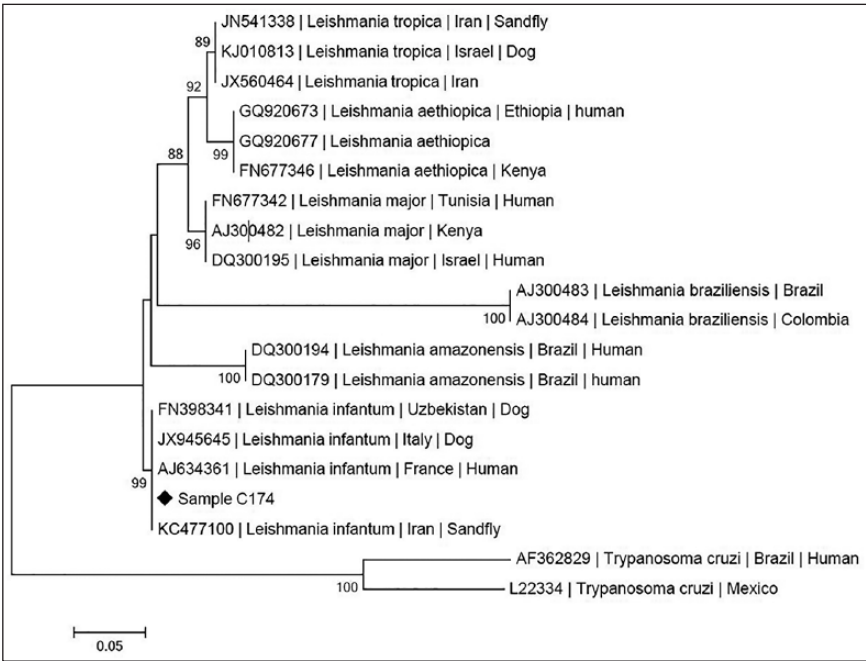 JN541338 | Leishmania tropica | Iran | Sandfly
89
KJ010813 | Leishmania tropica | Israel | Dog
JX560464 | Leishmania tropica | Iran
92
GQ920673 | Leishmania aethiopica | Ethiopia | human
GQ920677 | Leishmania aethiopica
99
FN677346 | Leishmania aethiopica | Kenya
88
FN677342 | Leishmania major | Tunisia | Human
AJ300482 | Leishmania major | Kenya
96
DQ300195 | Leishmania major | Israel | Human
AJ300483 | Leishmania braziliensis | Brazil
100
AJ300484 | Leishmania braziliensis | Colombia
DQ300194 | Leishmania amazonensis | Brazil | Human
100
DQ300179 | Leishmania amazonensis | Brazil | human
FN398341 | Leishmania infantum | Uzbekistan | Dog
JX945645 | Leishmania infantum | Italy | Dog
AJ634361 | Leishmania infantum | France | Human
99
Sample C174
KC477100 | Leishmania infantum | Iran | Sandfly
AF362829 | Trypanosoma cruzi | Brazil | Human
100
L22334 | Trypanosoma cruzi | Mexico
0.05